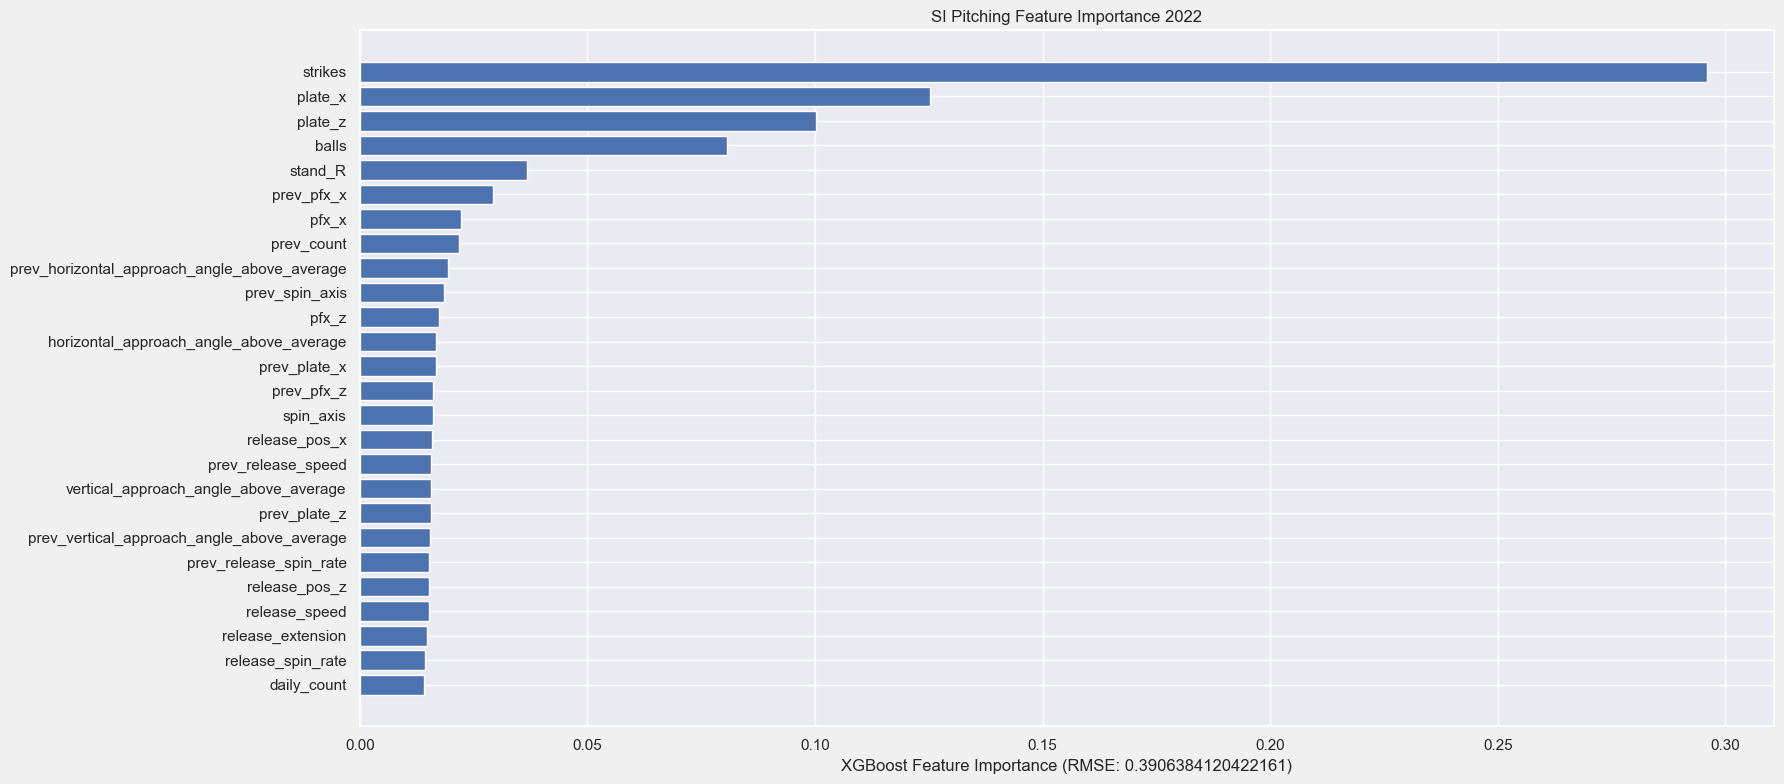 SI Pitching Feature Importance 2022
strikes
plate_x
plate_z
balls
stand_R
prev_pfx_x
pfx_x
prev_count
prev_horizontal_approach_angle_above_average
prev_spin_axis
pfx_z
horizontal_approach_angle_above_average
prev_plate_x
prev_pfx_z
spin_axis
release_pos_x
prev_release_speed
vertical_approach_angle_above_average
prev_plate_z
prev_vertical_approach_angle_above_average
prev_release_spin_rate
release_pos_z
release_speed
release_extension
release_spin_rate
daily_count
0.00 0.05 0.10 0.15 0.20 0.25 0.30
XGBoost Feature Importance (RMSE: 0.3906384120422161)